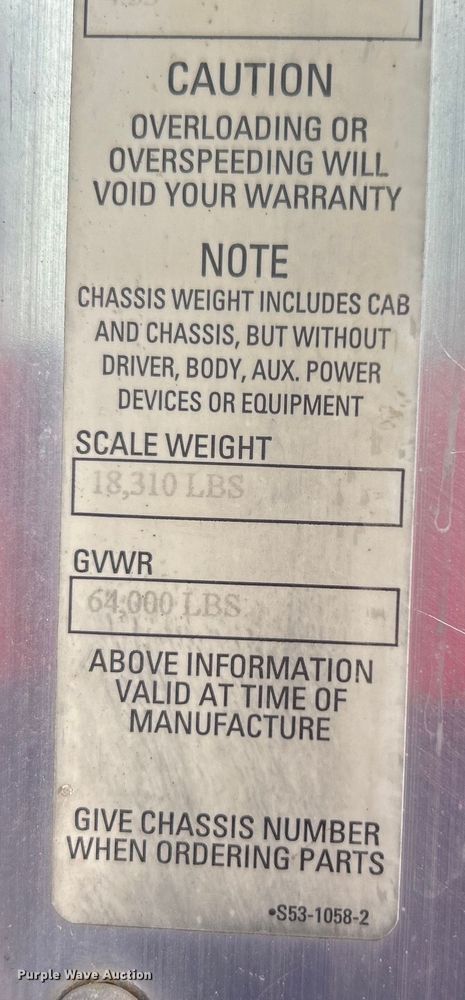 CAUTION
OVERLOADING OR
OVERSPEEDING WILL
VOID YOUR WARRANTY
NOTE
CHASSIS WEIGHT INCLUDES CAB
AND CHASSIS, BUT WITHOUT
DRIVER, BODY, AUX. POWER
DEVICES OR EQUIPMENT
SCALE WEIGHT
18,310 LBS
GVWR
64,000 LBS
ABOVE INFORMATION
VALID AT TIME OF
MANUFACTURE
GIVE CHASSIS NUMBER
WHEN ORDERING PARTS
•S53-1058-2
Purple Wave Auction